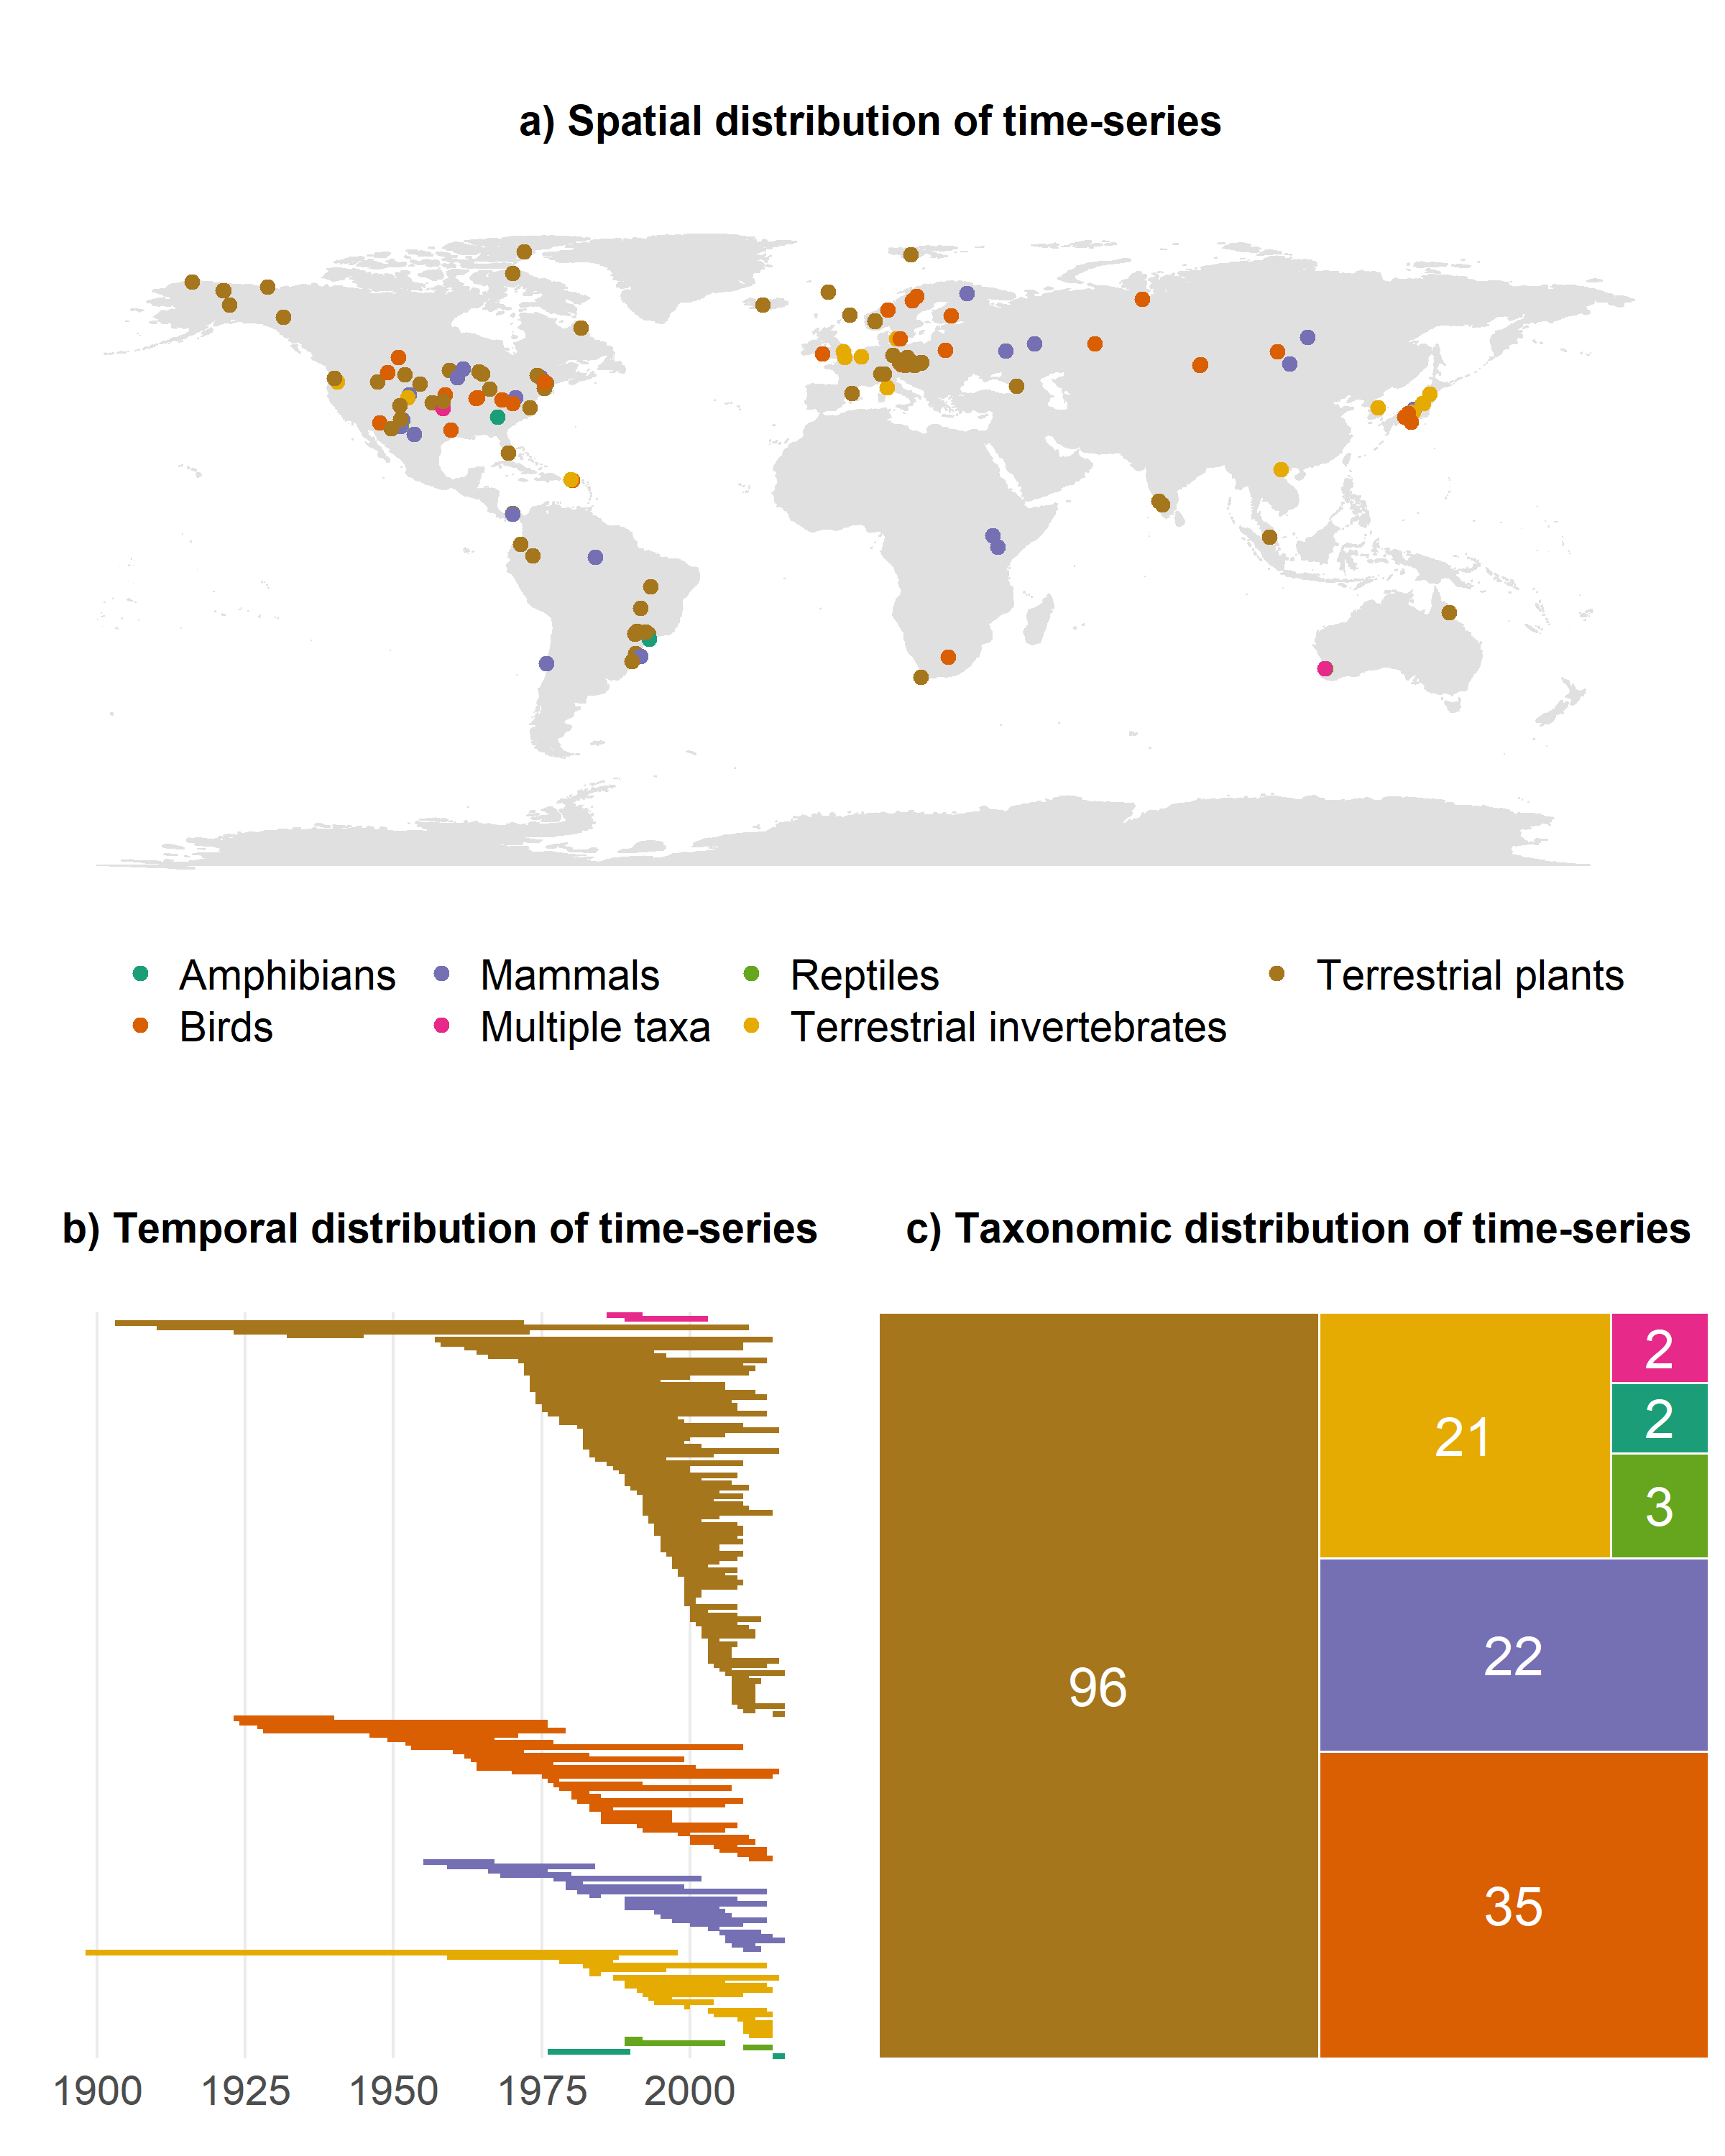 a) Spatial distribution of time-series
Amphibians Mammals Reptiles Terrestrial plants
Birds Multiple taxa Terrestrial invertebrates
b) Temporal distribution of time-series
c) Taxonomic distribution of time-series
1900 1925 1950 1975 2000
2
2
21
3
22
96
35